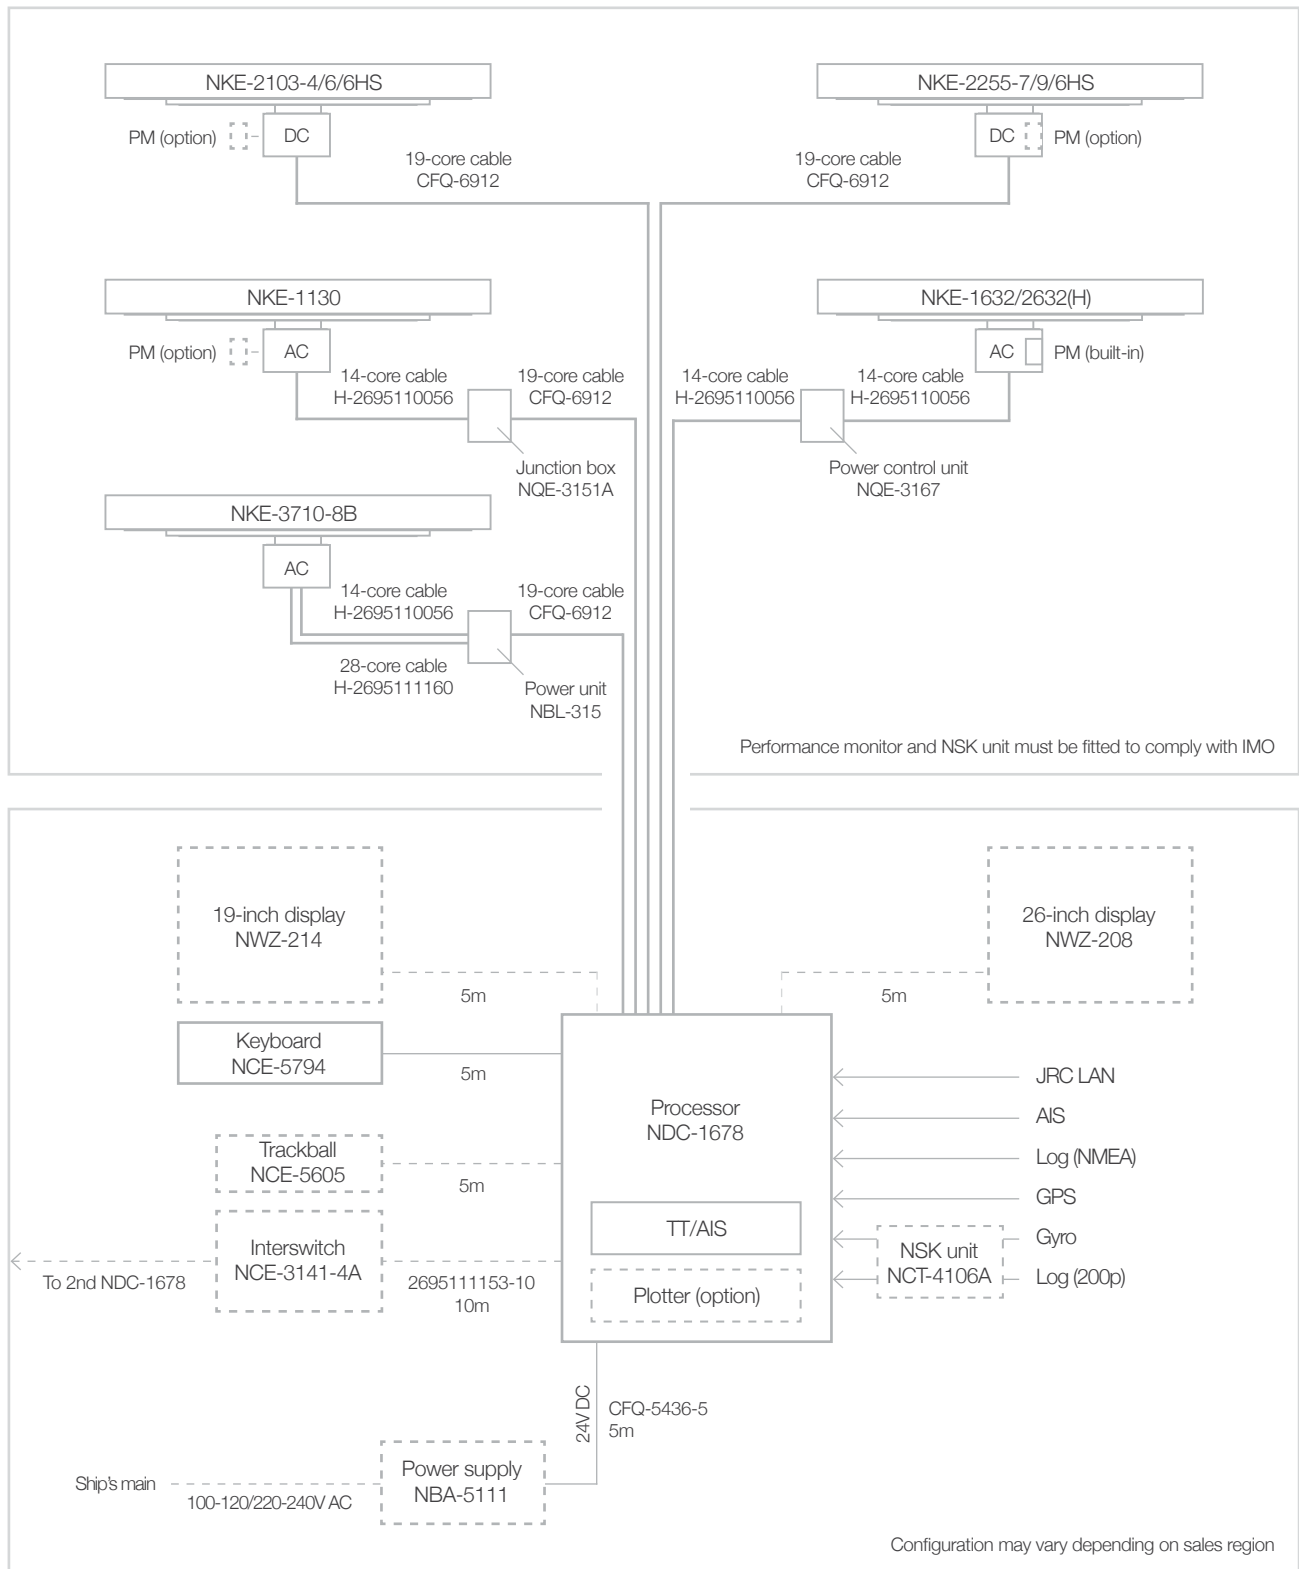 NKE-2103-4/6/6HS
PM (option)
DC
19-core cable
CFQ-6912
NKE-2255-7/9/6HS
DC
PM (option)
19-core cable
CFQ-6912
NKE-1130
PM (option)
AC
14-core cable
H-2695110056
19-core cable
CFQ-6912
Junction box
NQE-3151A
NKE-1632/2632(H)
AC
PM (built-in)
14-core cable
H-2695110056
14-core cable
H-2695110056
Power control unit
NQE-3167
NKE-3710-8B
AC
14-core cable
H-2695110056
19-core cable
CFQ-6912
28-core cable
H-2695111160
Power unit
NBL-315
Performance monitor and NSK unit must be fitted to comply with IMO
19-inch display
NWZ-214
5m
26-inch display
NWZ-208
5m
Keyboard
NCE-5794
5m
Trackball
NCE-5605
5m
Interswitch
NCE-3141-4A
To 2nd NDC-1678
2695111153-10
10m
Processor
NDC-1678
TT/AIS
Plotter (option)
JRC LAN
AIS
Log (NMEA)
GPS
Gyro
NSK unit
NCT-4106A
Log (200p)
24V DC
CFQ-5436-5
5m
Ship's main
100-120/220-240V AC
Power supply
NBA-5111
Configuration may vary depending on sales region